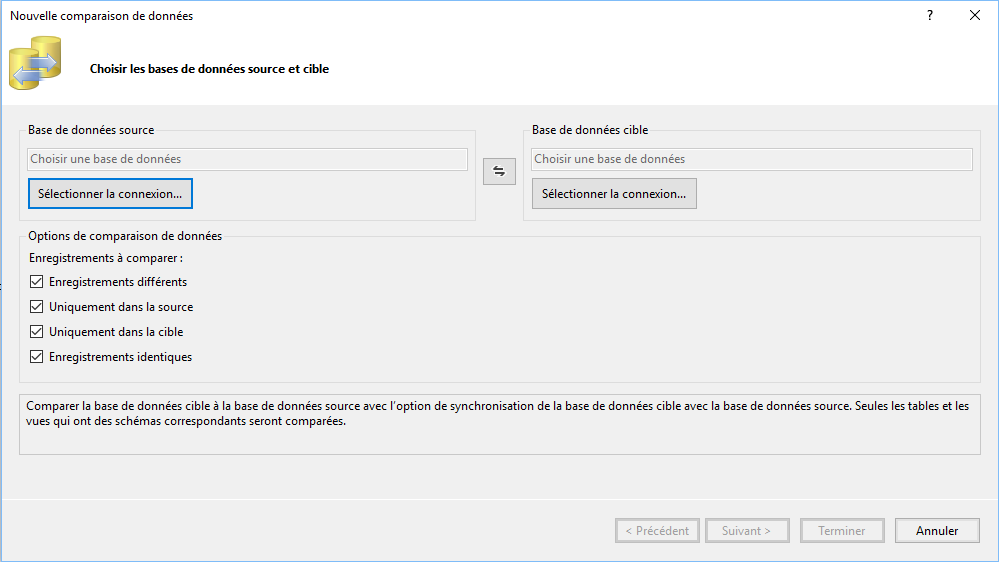 Nouvelle comparaison de données
?
Choisir les bases de données source et cible
Base de données source
Base de données cible
Choisir une base de données
Choisir une base de données
Sélectionner la connexion...
Sélectionner la connexion...
Options de comparaison de données
Enregistrements à comparer :
Enregistrements différents
Uniquement dans la source
Uniquement dans la cible
Enregistrements identiques
Comparer la base de données cible à la base de données source avec l'option de synchronisation de la base de données cible avec la base de données source. Seules les tables et les
vues qui ont des schémas correspondants seront comparées.
< Précédent
Suivant >
Terminer
Annuler